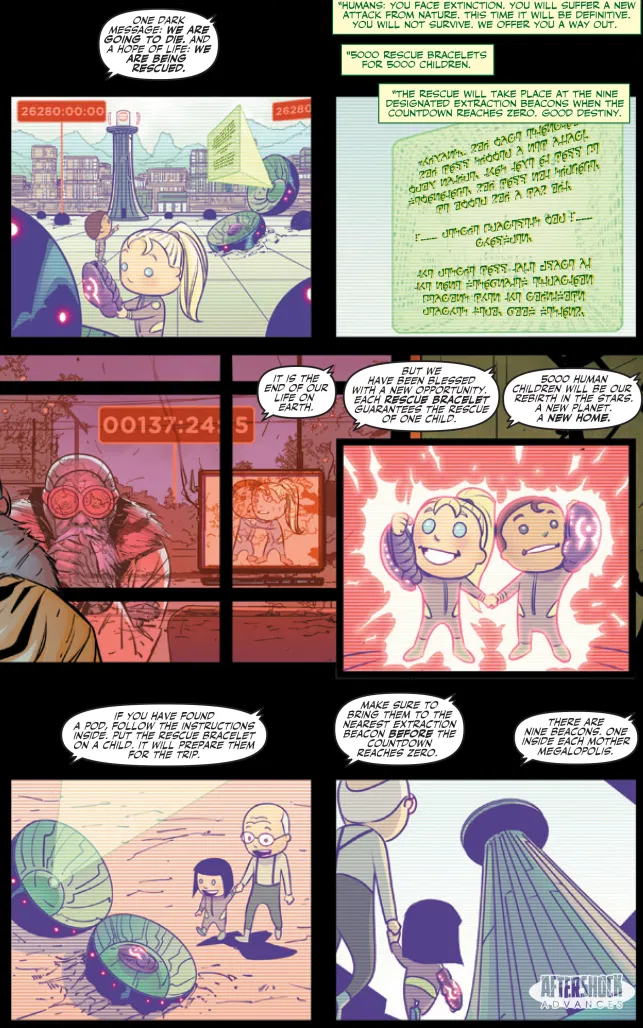 ONE DARK
MESSAGE: WE ARE
GOING TO DIE. AND
A HOPE OF LIFE: WE
ARE BEING
RESCUED.
"HUMANS: YOU FACE EXTINCTION. YOU WILL SUFFER A NEW
ATTACK FROM NATURE. THIS TIME IT WILL BE DEFINITIVE.
YOU WILL NOT SURVIVE. WE OFFER YOU A WAY OUT.
"5000 RESCUE BRACELETS
FOR 5000 CHILDREN.
"THE RESCUE WILL TAKE PLACE AT THE NINE
DESIGNATED EXTRACTION BEACONS WHEN THE
COUNTDOWN REACHES ZERO. GOOD DESTINY.
26280:00:00
26280
IT IS THE
END OF OUR
LIFE ON
EARTH.
BUT WE
HAVE BEEN BLESSED
WITH A NEW OPPORTUNITY.
EACH RESCUE BRACELET
GUARANTEES THE RESCUE
OF ONE CHILD.
5000 HUMAN
CHILDREN WILL BE OUR
REBIRTH IN THE STARS.
A NEW PLANET.
A NEW HOME.
00137:24: 5
IF YOU HAVE FOUND
A POD, FOLLOW THE INSTRUCTIONS
INSIDE. PUT THE RESCUE BRACELET
ON A CHILD. IT WILL PREPARE THEM
FOR THE TRIP.
MAKE SURE TO
BRING THEM TO THE
NEAREST EXTRACTION
BEACON BEFORE THE
COUNTDOWN
REACHES ZERO.
THERE ARE
NINE BEACONS. ONE
INSIDE EACH MOTHER
MEGALOPOLIS.
AFTERSHOCK
ADVANCES